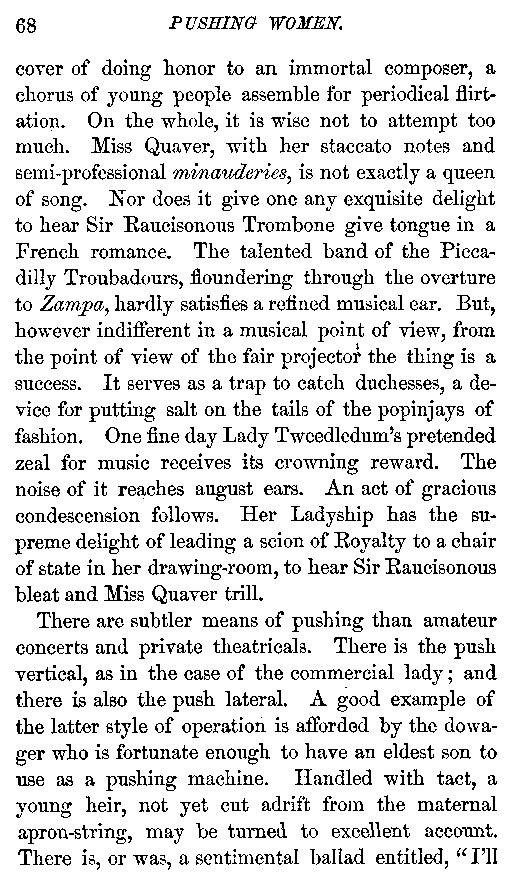 68 PUSHING WOMEN.
cover of doing honor to an immortal composer, a
chorus of young people assemble for periodical flirt-
ation. On the whole, it is wise not to attempt too
much. Miss Quaver, with her staccato notes and
semi-professional minauderies, is not exactly a queen
of song. Nor does it give one any exquisite delight
to hear Sir Raucisonous Trombone give tongue in a
French romance. The talented band of the Picca-
dilly Troubadours, floundering through the overture
to Zampa, hardly satisfies a refined musical ear. But,
however indifferent in a musical point of view, from
the point of view of the fair projector the thing is a
success. It serves as a trap to catch duchesses, a de-
vice for putting salt on the tails of the popinjays of
fashion. One fine day Lady Tweedledum's pretended
zeal for music receives its crowning reward. The
noise of it reaches august ears. An act of gracious
condescension follows. Her Ladyship has the su-
preme delight of leading a scion of Royalty to a chair
of state in her drawing-room, to hear Sir Raucisonous
bleat and Miss Quaver trill.
There are subtler means of pushing than amateur
concerts and private theatricals. There is the push
vertical, as in the case of the commercial lady; and
there is also the push lateral. A good example of
the latter style of operation is afforded by the dowa-
ger who is fortunate enough to have an eldest son to
use as a pushing machine. Handled with tact, a
young heir, not yet cut adrift from the maternal
apron-string, may be turned to excellent account.
There is, or was, a sentimental ballad entitled, "I'll